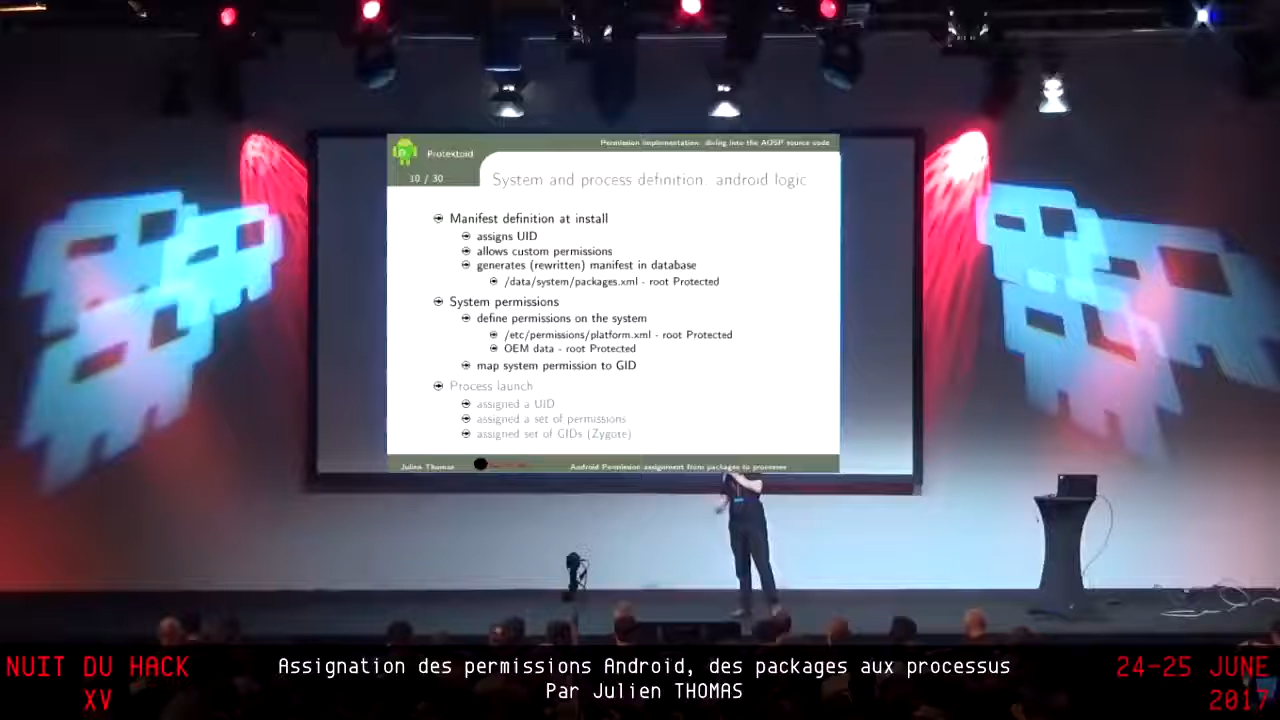 Permission implementation: diving into the AOSP source code
Protextoid
10 / 30
System and process definition: android logic
Manifest definition at install
assigns UID
allows custom permissions
generates (rewritten) manifest in database
/data/system/packages.xml - root Protected
System permissions
define permissions on the system
/etc/permissions/platform.xml - root Protected
OEM data - root Protected
map system permission to GID
Process launch
assigned a UID
assigned a set of permissions
assigned set of GIDs (Zygote)
Julien Thomas
Android Permission assignment from packages to processes
NUIT DU HACK
XV
Assignation des permissions Android, des packages aux processus
Par Julien THOMAS
24-25 JUNE
2017